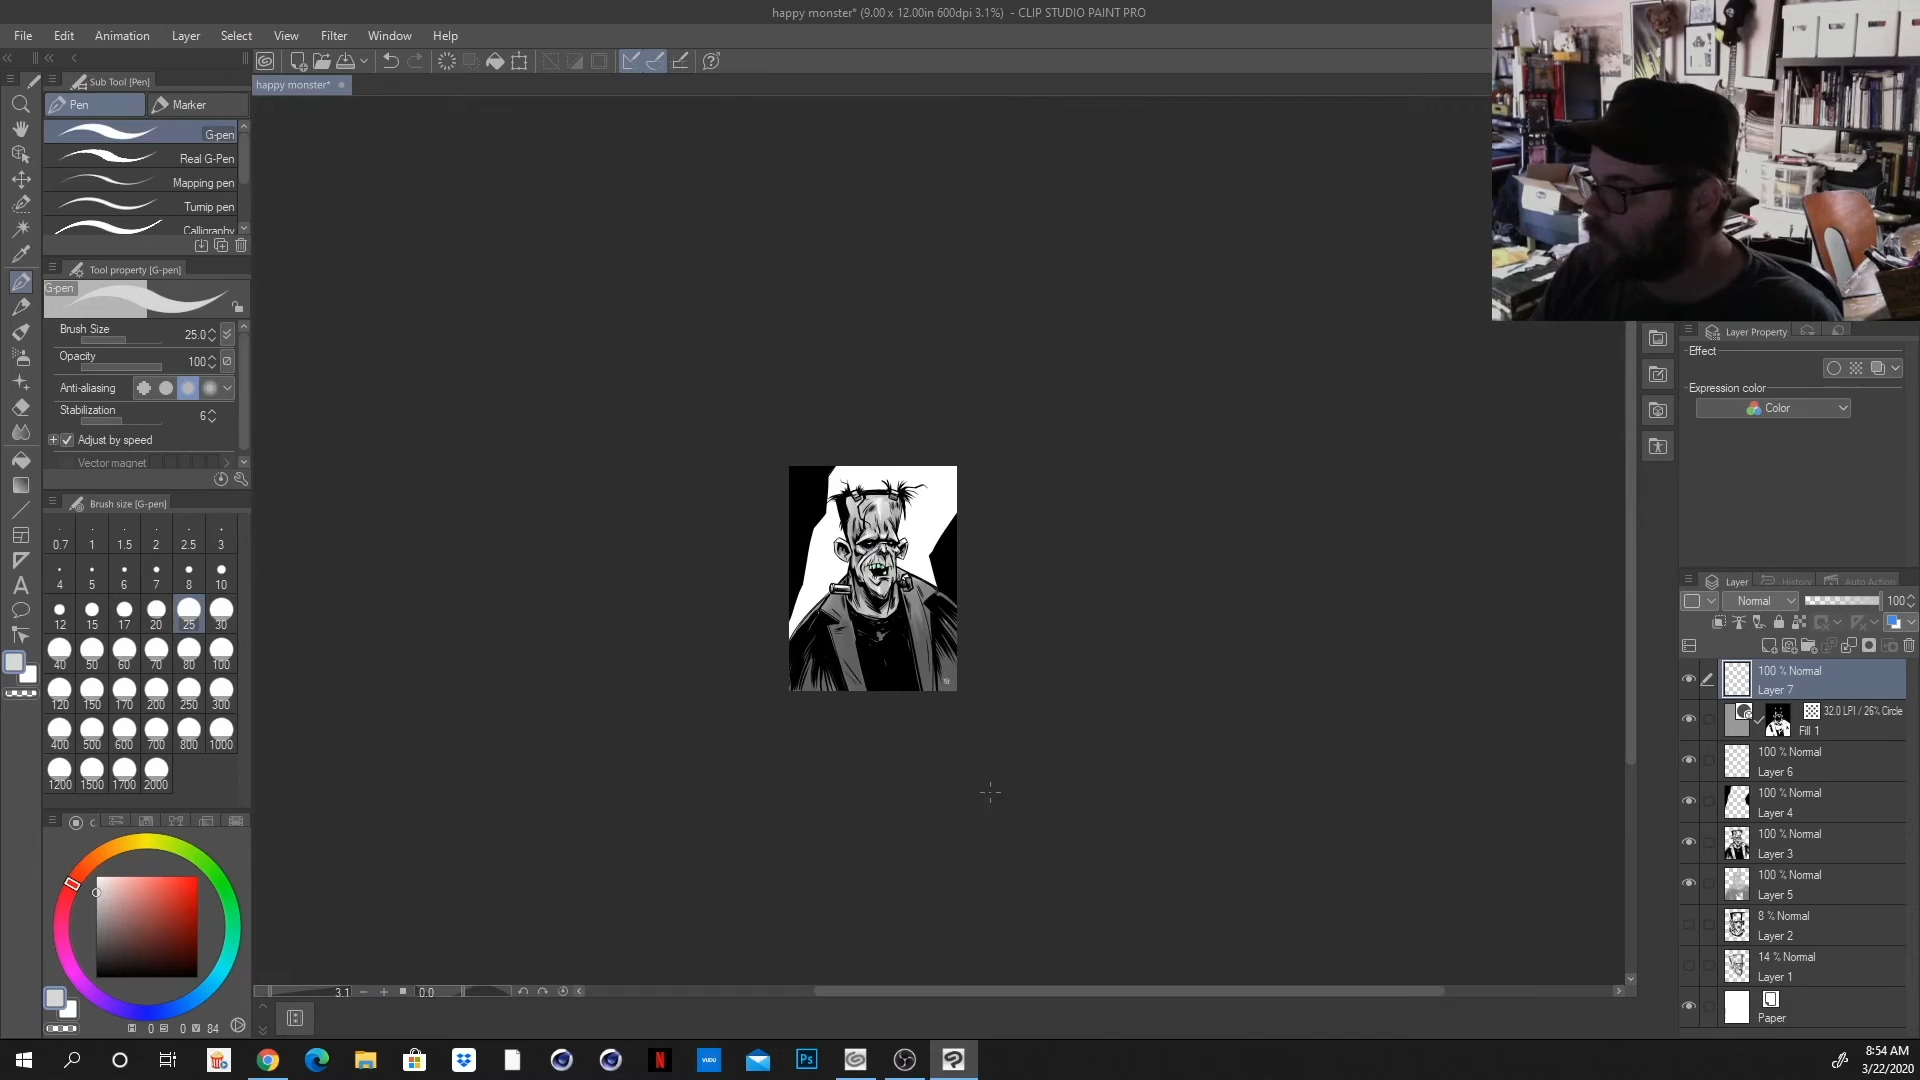 happy monster* (9.00 x 12.00in 600dpi 3.1%) - CLIP STUDIO PAINT PRO
File Edit Animation Layer Select View Filter Window Help
happy monster*
Sub Tool [Pen]
Pen Marker
G-pen
Real G-Pen
Mapping pen
Turnip pen
Calligraphy
Tool property [G-pen]
G-pen
Brush Size 25.0
Opacity 100
Anti-aliasing
Stabilization 6
Adjust by speed
Vector magnet
Brush size [G-pen]
0.7 1 1.5 2 2.5 3
4 5 6 7 8 10
12 15 17 20 25 30
40 50 60 70 80 100
120 150 170 200 250 300
400 500 600 700 800 1000
1200 1500 1700 2000
0 0 84
3.1 0.0
Layer Property
Effect
Expression color
Color
Layer History Auto Action
Normal 100
100 % Normal
Layer 7
32.0 LPI / 26% Circle
Fill 1
100 % Normal
Layer 6
100 % Normal
Layer 4
100 % Normal
Layer 3
100 % Normal
Layer 5
8 % Normal
Layer 2
14 % Normal
Layer 1
Paper
N VUDU Ps
8:54 AM
3/22/2020